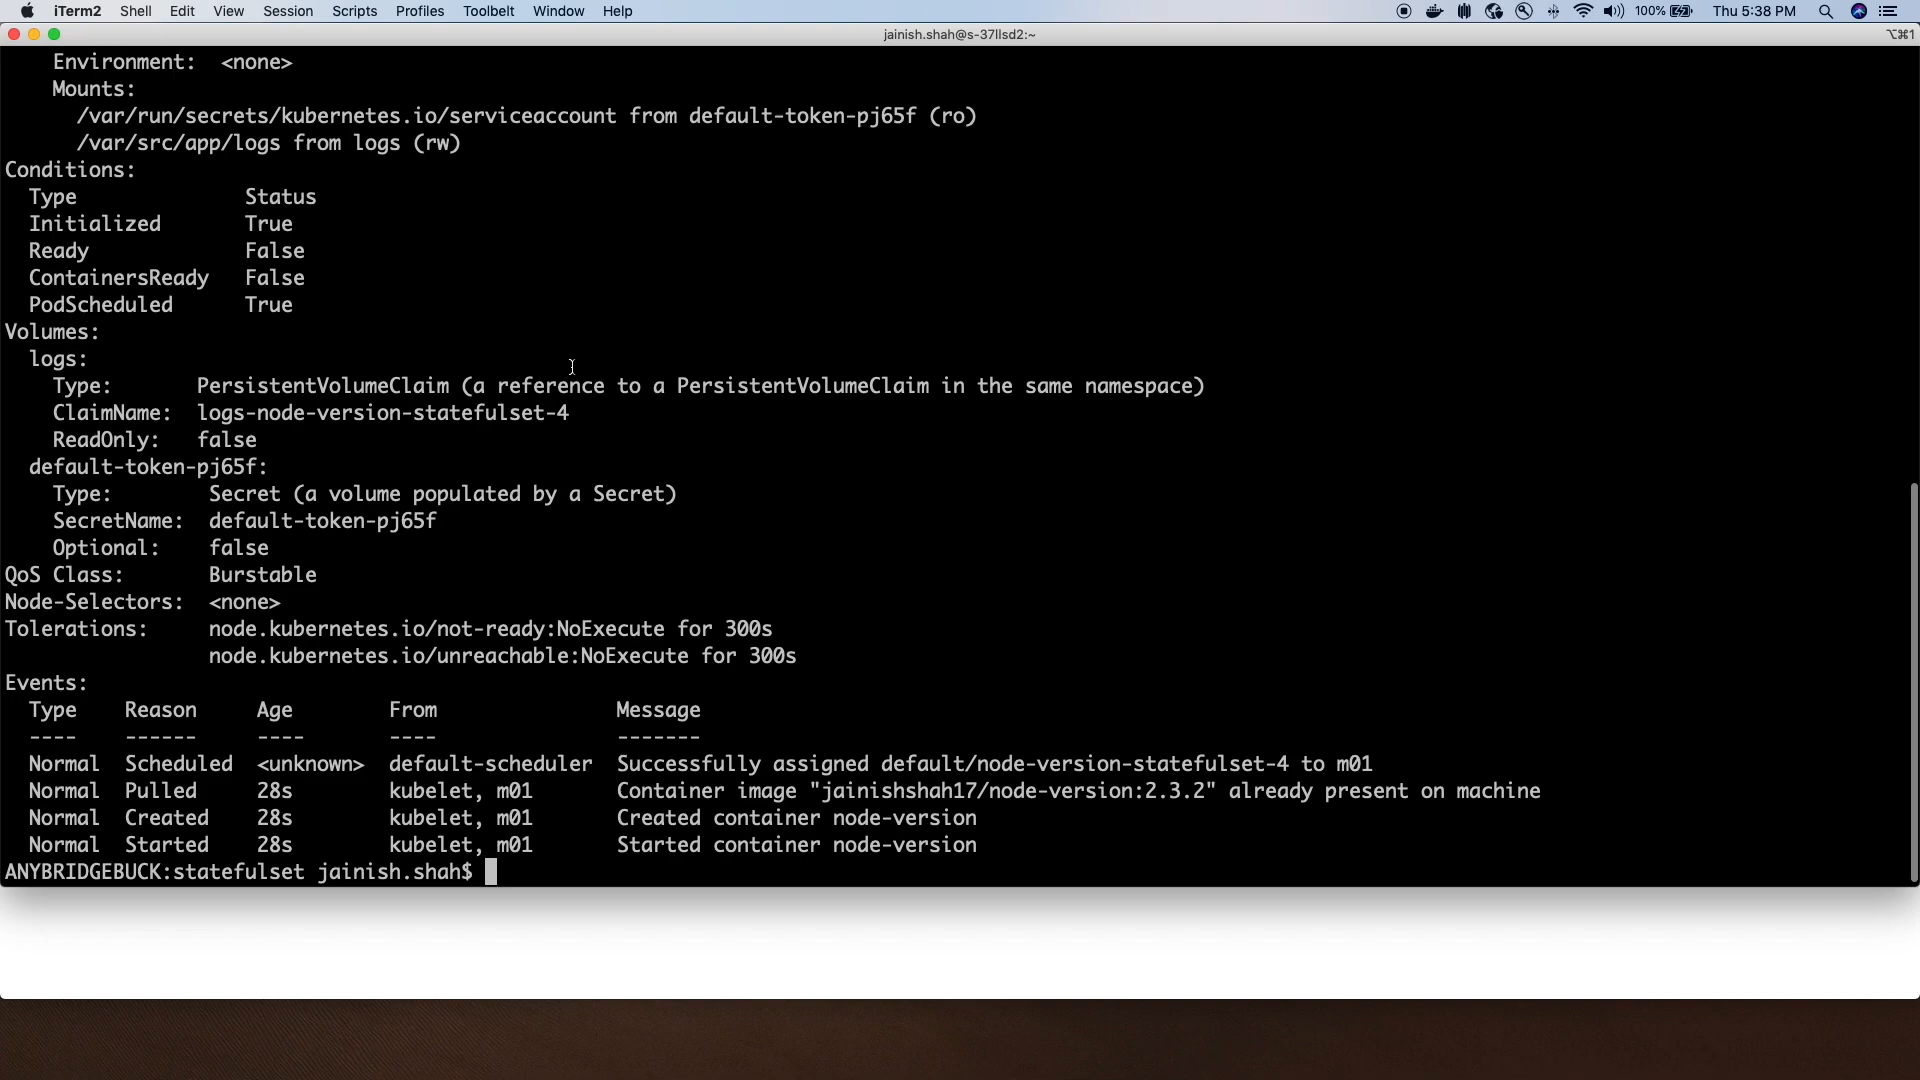 iTerm2 Shell Edit View Session Scripts Profiles Toolbelt Window Help 100% Thu 5:38 PM
jainish.shah@s-37llsd2:~ ⌥⌘1
Environment: <none>
Mounts:
/var/run/secrets/kubernetes.io/serviceaccount from default-token-pj65f (ro)
/var/src/app/logs from logs (rw)
Conditions:
Type Status
Initialized True
Ready False
ContainersReady False
PodScheduled True
Volumes:
logs:
Type: PersistentVolumeClaim (a reference to a PersistentVolumeClaim in the same namespace)
ClaimName: logs-node-version-statefulset-4
ReadOnly: false
default-token-pj65f:
Type: Secret (a volume populated by a Secret)
SecretName: default-token-pj65f
Optional: false
QoS Class: Burstable
Node-Selectors: <none>
Tolerations: node.kubernetes.io/not-ready:NoExecute for 300s
node.kubernetes.io/unreachable:NoExecute for 300s
Events:
Type Reason Age From Message
---- ------ ---- ---- -------
Normal Scheduled <unknown> default-scheduler Successfully assigned default/node-version-statefulset-4 to m01
Normal Pulled 28s kubelet, m01 Container image "jainishshah17/node-version:2.3.2" already present on machine
Normal Created 28s kubelet, m01 Created container node-version
Normal Started 28s kubelet, m01 Started container node-version
ANYBRIDGEBUCK:statefulset jainish.shah$